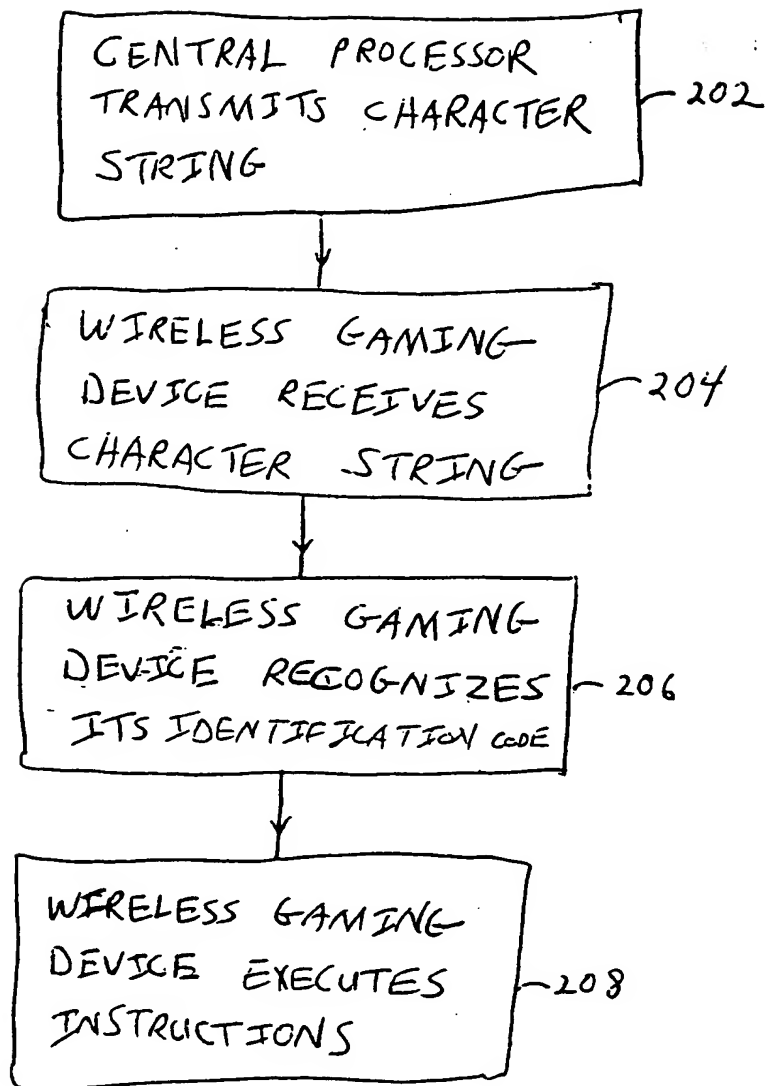 CENTRAL PROCESSOR
TRANSMITS CHARACTER
STRING
202
WIRELESS GAMING
DEVICE RECEIVES
CHARACTER STRING
204
WIRELESS GAMING
DEVICE RECOGNIZES
ITS IDENTIFICATION CODE
206
WIRELESS GAMING
DEVICE EXECUTES
INSTRUCTIONS
208